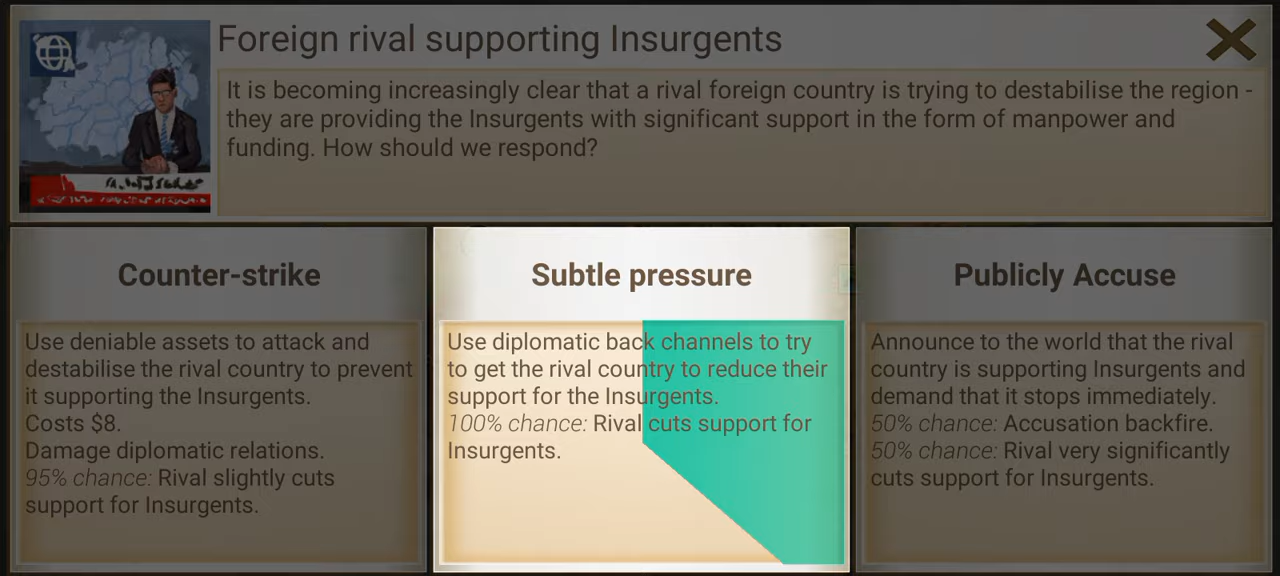 Foreign rival supporting Insurgents
It is becoming increasingly clear that a rival foreign country is trying to destabilise the region -
they are providing the Insurgents with significant support in the form of manpower and
funding. How should we respond?
Counter-strike
Use deniable assets to attack and
destabilise the rival country to prevent
it supporting the Insurgents.
Costs $8.
Damage diplomatic relations.
95% chance: Rival slightly cuts
support for Insurgents.
Subtle pressure
Use diplomatic back channels to try
to get the rival country to reduce their
support for the Insurgents.
100% chance: Rival cuts support for
Insurgents.
Publicly Accuse
Announce to the world that the rival
country is supporting Insurgents and
demand that it stops immediately.
50% chance: Accusation backfire.
50% chance: Rival very significantly
cuts support for Insurgents.